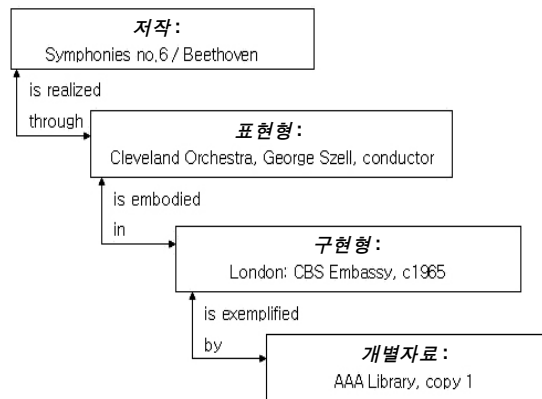 저작:
Symphonies no.6 / Beethoven
is realized
through
표현형:
Cleveland Orchestra, George Szell, conductor
is embodied
in
구현형:
London: CBS Embassy, c1965
is exemplified
by
개별자료:
AAA Library, copy 1